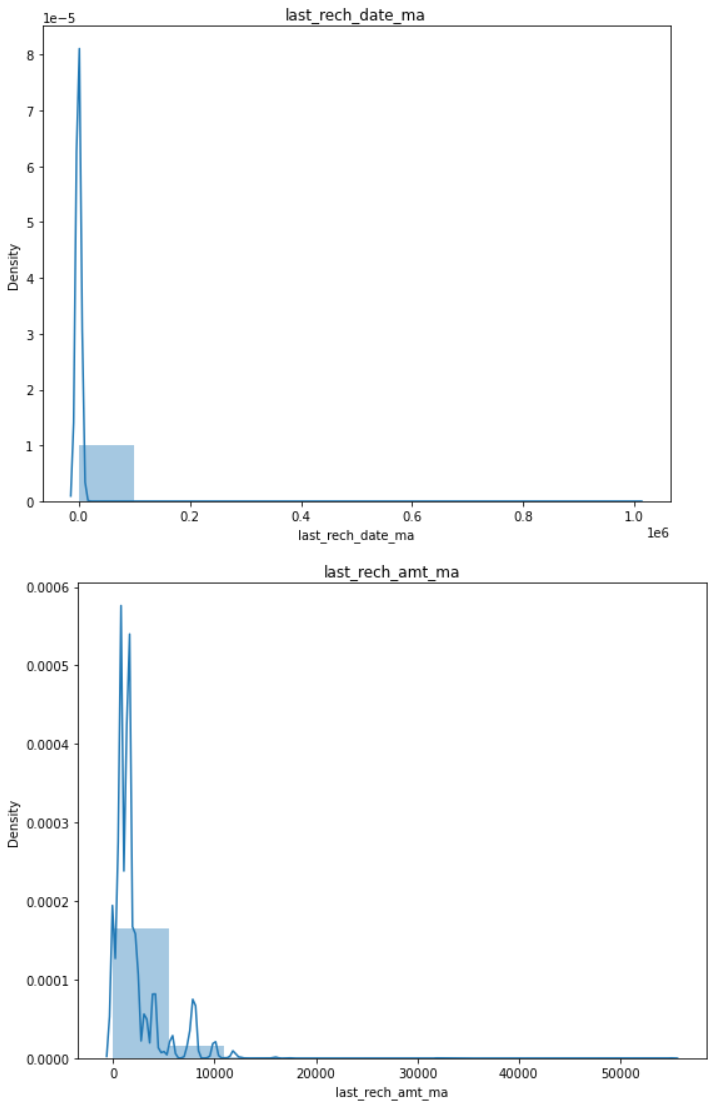 last_rech_date_ma
1e−5
8
7
6
5
4
3
2
1
0
Density
0.0 0.2 0.4 0.6 0.8 1.0
1e6
last_rech_date_ma
last_rech_amt_ma
0.0006
0.0005
0.0004
0.0003
0.0002
0.0001
0.0000
Density
0 10000 20000 30000 40000 50000
last_rech_amt_ma